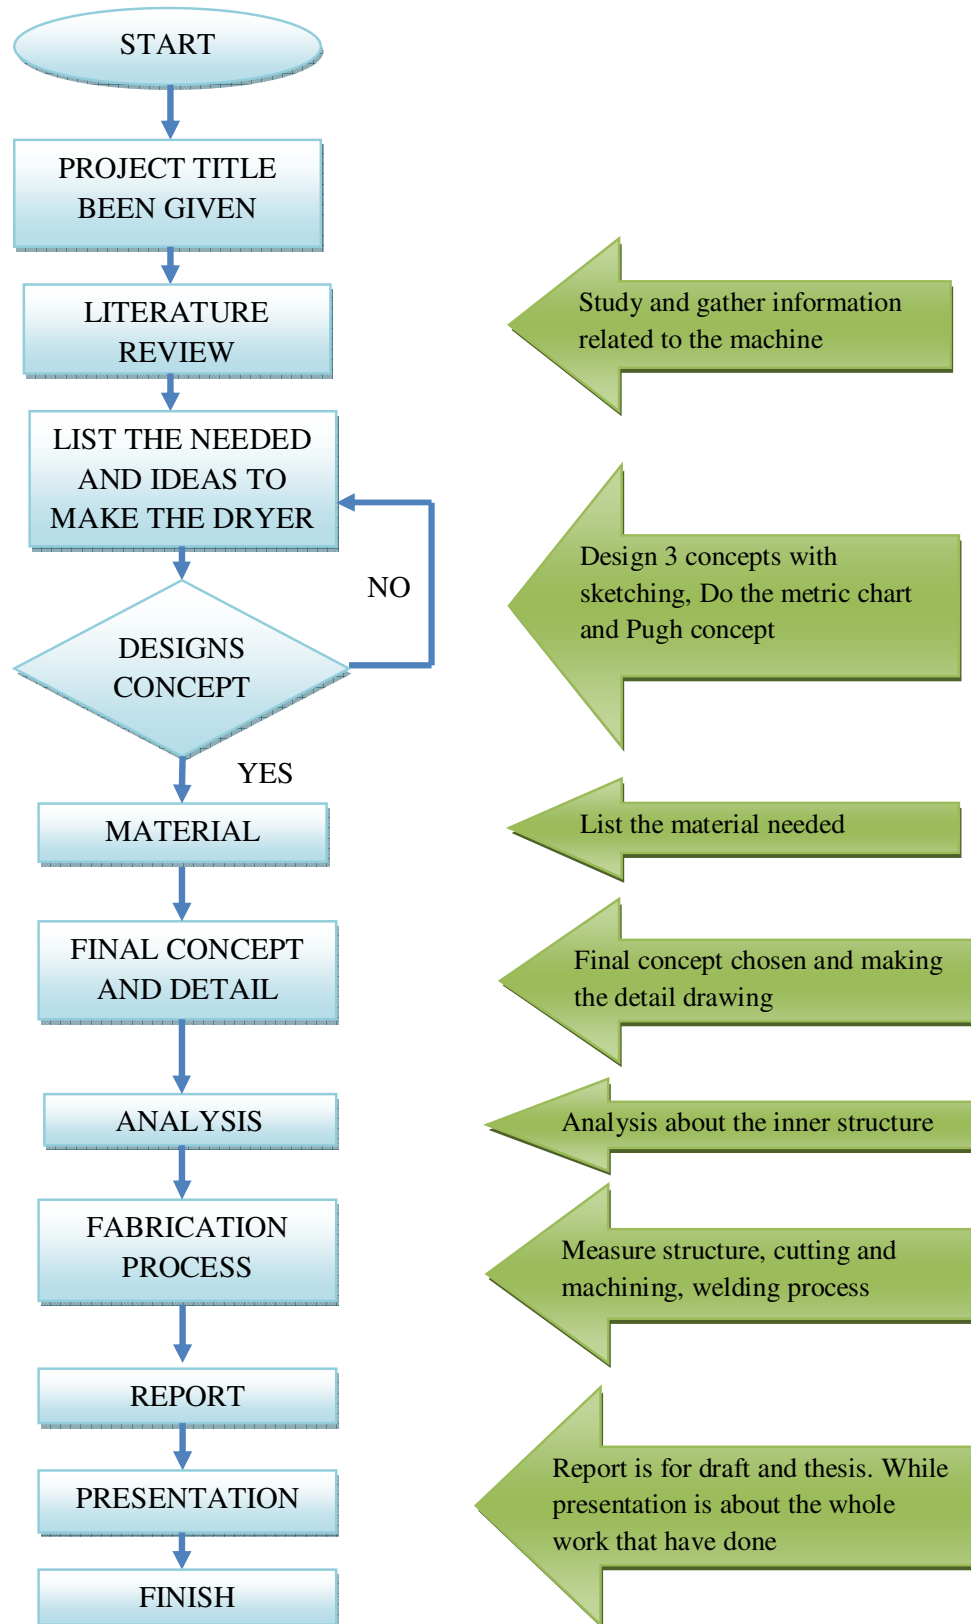 START
PROJECT TITLE
BEEN GIVEN
LITERATURE
REVIEW
Study and gather information
related to the machine
LIST THE NEEDED
AND IDEAS TO
MAKE THE DRYER
NO
DESIGNS
CONCEPT
Design 3 concepts with
sketching, Do the metric chart
and Pugh concept
YES
MATERIAL
List the material needed
FINAL CONCEPT
AND DETAIL
Final concept chosen and making
the detail drawing
ANALYSIS
Analysis about the inner structure
FABRICATION
PROCESS
Measure structure, cutting and
machining, welding process
REPORT
PRESENTATION
Report is for draft and thesis. While
presentation is about the whole
work that have done
FINISH